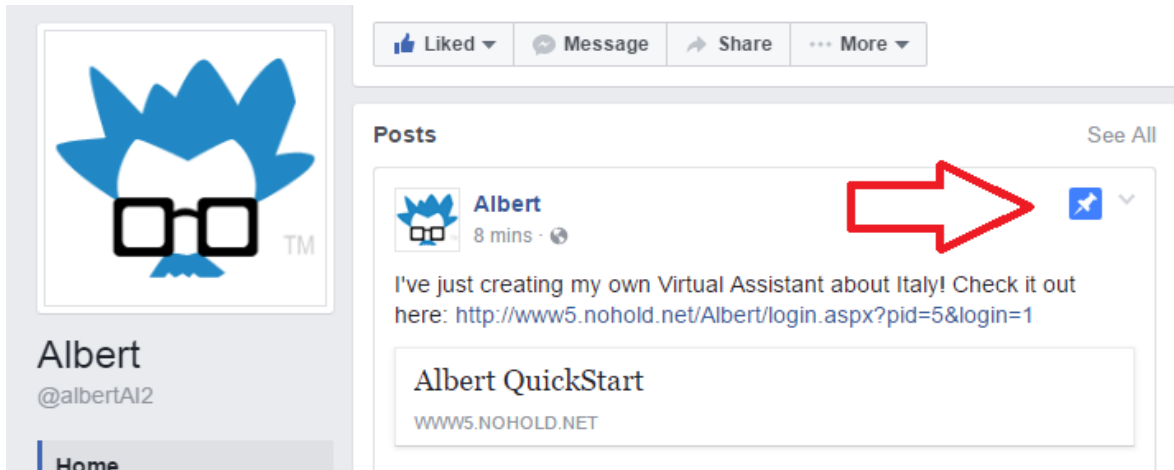 Liked
Message
Share
More
TM
Albert
@albertAI2
Home
Posts
See All
Albert
8 mins ·
I've just creating my own Virtual Assistant about Italy! Check it out
here: http://www5.nohold.net/Albert/login.aspx?pid=5&login=1
Albert QuickStart
WWW5.NOHOLD.NET